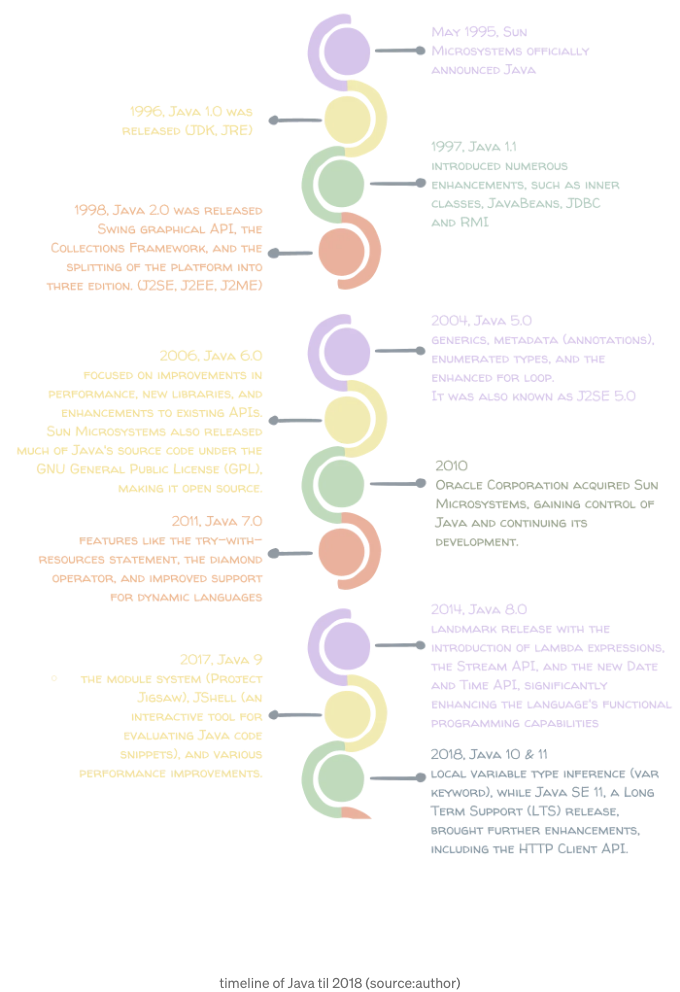 May 1995, Sun
Microsystems officially
announced Java
1996, Java 1.0 was
released (JDK, JRE)
1997, Java 1.1
introduced numerous
enhancements, such as inner
classes, JavaBeans, JDBC
and RMI
1998, Java 2.0 was released
Swing graphical API, the
Collections Framework, and the
splitting of the platform into
three edition. (J2SE, J2EE, J2ME)
2004, Java 5.0
generics, metadata (annotations),
enumerated types, and the
enhanced for loop.
It was also known as J2SE 5.0
2006, Java 6.0
focused on improvements in
performance, new libraries, and
enhancements to existing APIs.
Sun Microsystems also released
much of Java's source code under the
GNU General Public License (GPL),
making it open source.
2010
Oracle Corporation acquired Sun
Microsystems, gaining control of
Java and continuing its
development.
2011, Java 7.0
features like the try-with-
resources statement, the diamond
operator, and improved support
for dynamic languages
2014, Java 8.0
landmark release with the
introduction of lambda expressions,
the Stream API, and the new Date
and Time API, significantly
enhancing the language's functional
programming capabilities
2017, Java 9
the module system (Project
Jigsaw), JShell (an
interactive tool for
evaluating Java code
snippets), and various
performance improvements.
2018, Java 10 & 11
local variable type inference (var
keyword), while Java SE 11, a Long
Term Support (LTS) release,
brought further enhancements,
including the HTTP Client API.
timeline of Java til 2018 (source:author)